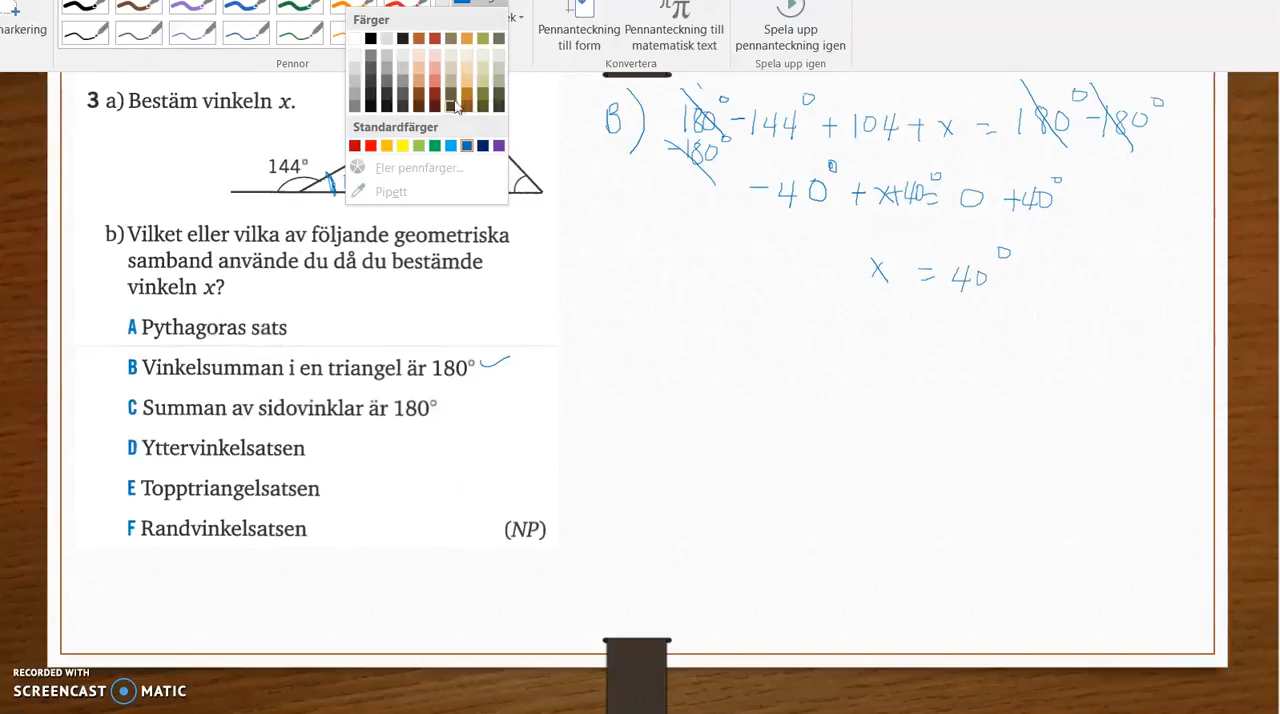 markering
Pennor
Pennanteckning till form
Pennanteckning till matematisk text
Konvertera
Spela upp pennanteckning igen
Spela upp igen
Färger
Standardfärger
Fler pennfärger...
Pipett
3 a) Bestäm vinkeln x.
144°
b) Vilket eller vilka av följande geometriska
samband använde du då du bestämde
vinkeln x?
A Pythagoras sats
B Vinkelsumman i en triangel är 180° ✓
C Summan av sidovinklar är 180°
D Yttervinkelsatsen
E Topptriangelsatsen
F Randvinkelsatsen (NP)
B) 180° -144° + 104 + x = 180° -180°
-180°
-40° + x+40° = 0 +40°
x = 40°
RECORDED WITH
SCREENCAST MATIC